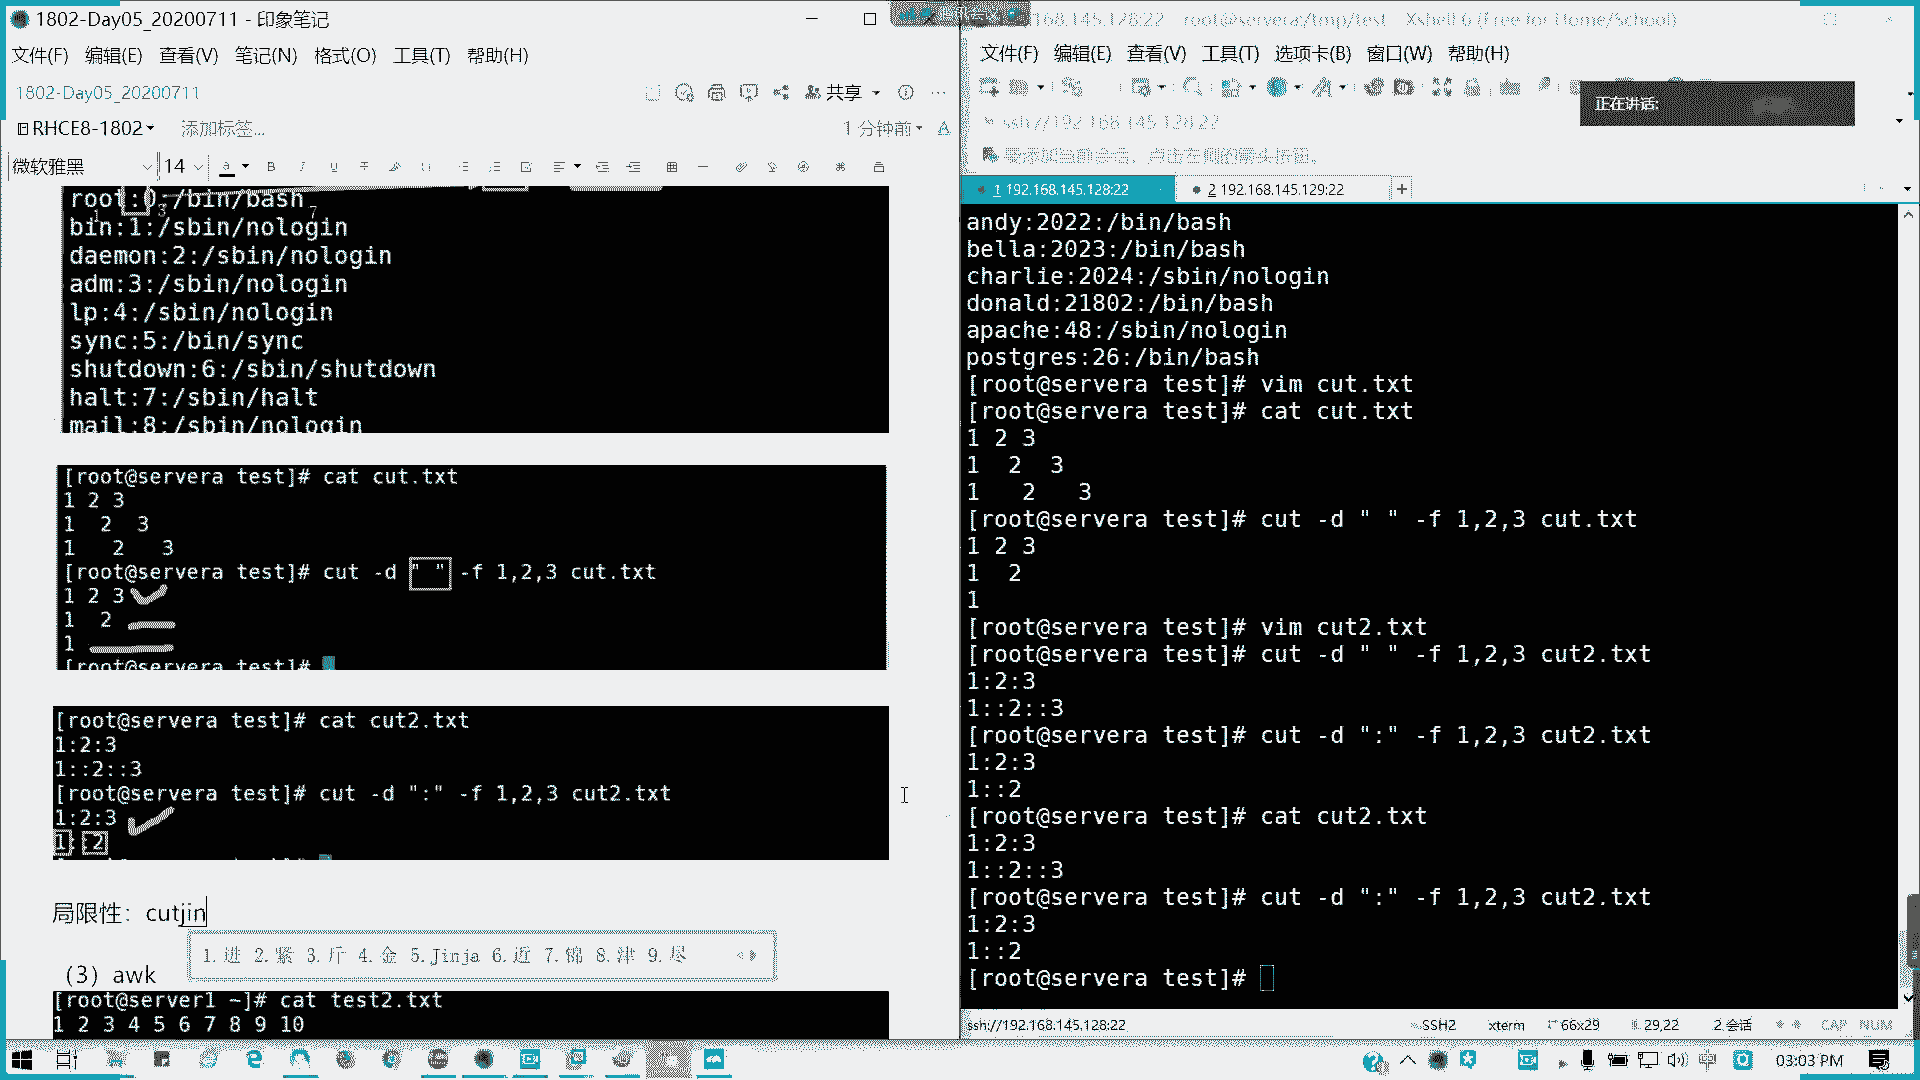 1802-Day05_20200711 - 印象笔记
文件(F) 编辑(E) 查看(V) 笔记(N) 格式(O) 工具(T) 帮助(H)
1802-Day05_20200711
共享
RHCE8-1802 添加标签...
1 分钟前
微软雅黑 14
root:0:/bin/bash
bin:1:/sbin/nologin
daemon:2:/sbin/nologin
adm:3:/sbin/nologin
lp:4:/sbin/nologin
sync:5:/bin/sync
shutdown:6:/sbin/shutdown
halt:7:/sbin/halt
mail:8:/sbin/nologin
[root@servera test]# cat cut.txt
1 2 3
1  2  3
1   2   3
[root@servera test]# cut -d " " -f 1,2,3 cut.txt
1 2 3
1  2
1
[root@servera test]#
[root@servera test]# cat cut2.txt
1:2:3
1::2::3
[root@servera test]# cut -d ":" -f 1,2,3 cut2.txt
1:2:3
1::2
局限性：cutjin
1.进 2.紧 3.斤 4.金 5.Jinja 6.近 7.锦 8.津 9.尽
（3）awk
[root@server1 ~]# cat test2.txt
1 2 3 4 5 6 7 8 9 10
192.168.145.128:22 - root@servera:/tmp/test - Xshell 6 (Free for Home/School)
文件(F) 编辑(E) 查看(V) 工具(T) 选项卡(B) 窗口(W) 帮助(H)
正在讲话:
ssh://192.168.145.128:22
要添加当前会话，点击左侧的箭头按钮。
1 192.168.145.128:22
2 192.168.145.129:22
andy:2022:/bin/bash
bella:2023:/bin/bash
charlie:2024:/sbin/nologin
donald:21802:/bin/bash
apache:48:/sbin/nologin
postgres:26:/bin/bash
[root@servera test]# vim cut.txt
[root@servera test]# cat cut.txt
1 2 3
1  2  3
1   2   3
[root@servera test]# cut -d " " -f 1,2,3 cut.txt
1 2 3
1  2
1
[root@servera test]# vim cut2.txt
[root@servera test]# cut -d " " -f 1,2,3 cut2.txt
1:2:3
1::2::3
[root@servera test]# cut -d ":" -f 1,2,3 cut2.txt
1:2:3
1::2
[root@servera test]# cat cut2.txt
1:2:3
1::2::3
[root@servera test]# cut -d ":" -f 1,2,3 cut2.txt
1:2:3
1::2
[root@servera test]#
ssh://192.168.145.128:22 SSH2 xterm 66x29 29,22 2 会话 CAP NUM
中 03:03 PM